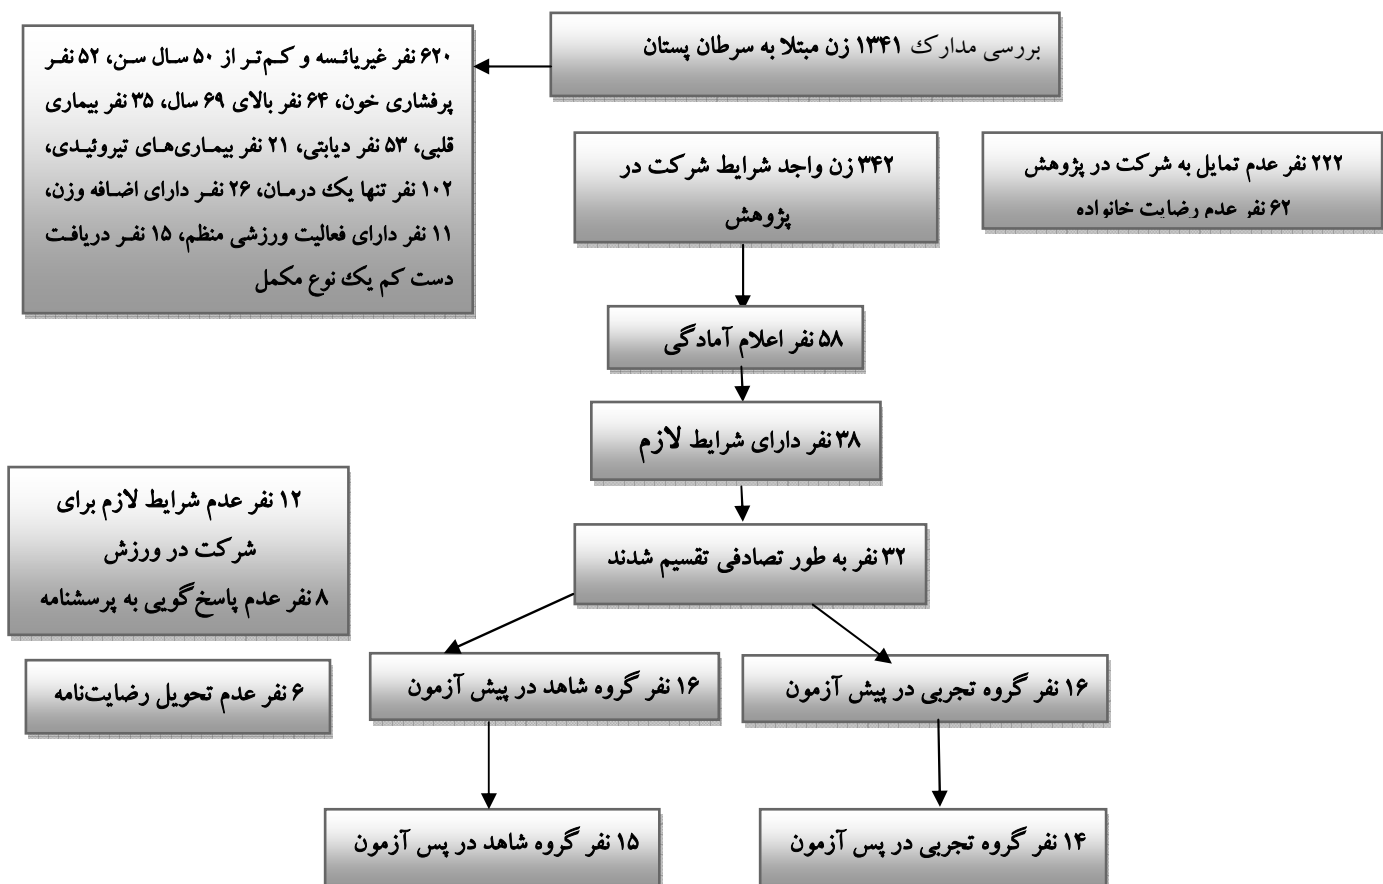 بررسی مدارک ۱۳۴۱ زن مبتلا به سرطان پستان
۶۲۰ نفر غیریائسه و کم‌تر از ۵۰ سال سن، ۵۲ نفر
پرفشاری خون، ۶۴ نفر بالای ۶۹ سال، ۳۵ نفر بیماری
قلبی، ۵۳ نفر دیابتی، ۲۱ نفر بیماری‌های تیروئیدی،
۱۰۲ نفر تنها یک درمان، ۲۶ نفر دارای اضافه وزن،
۱۱ نفر دارای فعالیت ورزشی منظم، ۱۵ نفر دریافت
دست کم یک نوع مکمل
۳۴۲ زن واجد شرایط شرکت در
پژوهش
۲۲۲ نفر عدم تمایل به شرکت در پژوهش
۶۲ نفر عدم رضایت خانواده
۵۸ نفر اعلام آمادگی
۳۸ نفر دارای شرایط لازم
۱۲ نفر عدم شرایط لازم برای
شرکت در ورزش
۸ نفر عدم پاسخ‌گویی به پرسشنامه
۳۲ نفر به طور تصادفی تقسیم شدند
۶ نفر عدم تحویل رضایت‌نامه
۱۶ نفر گروه تجربی در پیش آزمون
۱۶ نفر گروه شاهد در پیش آزمون
۱۴ نفر گروه تجربی در پس آزمون
۱۵ نفر گروه شاهد در پس آزمون